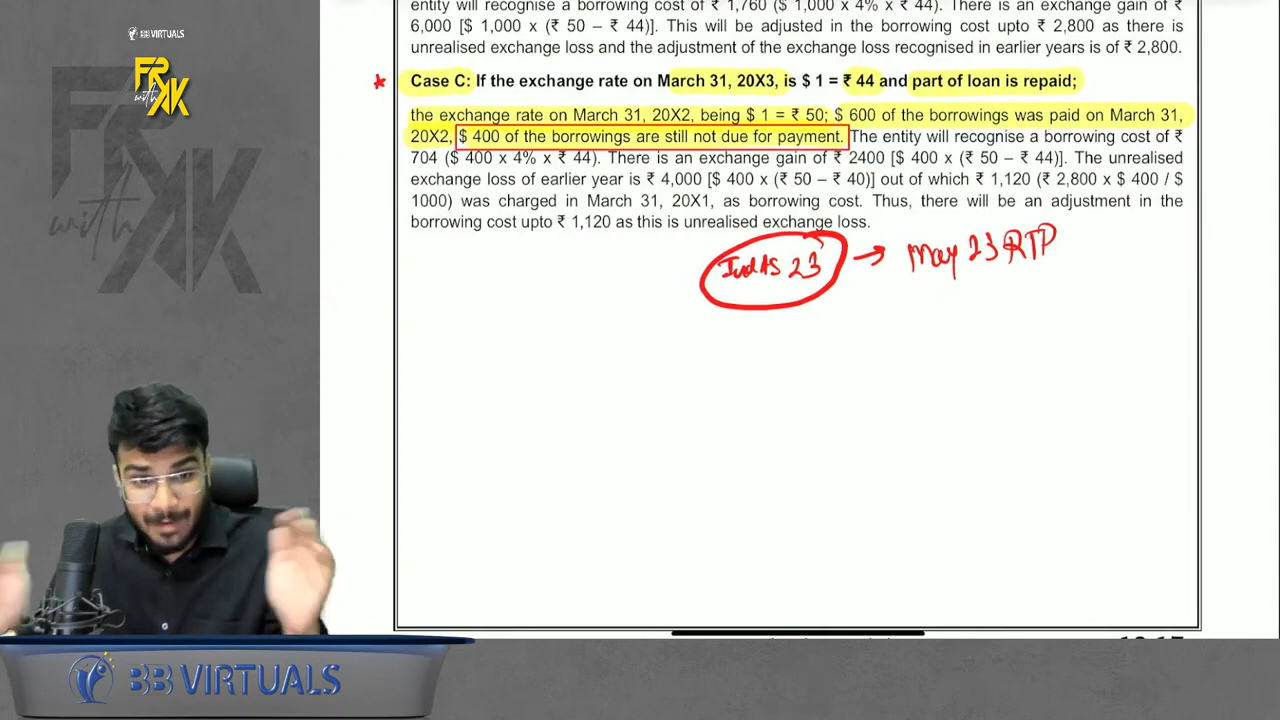 entity will recognise a borrowing cost of ₹ 1,760 ($ 1,000 x 4% x ₹ 44). There is an exchange gain of ₹
6,000 [$ 1,000 x (₹ 50 – ₹ 44)]. This will be adjusted in the borrowing cost upto ₹ 2,800 as there is
unrealised exchange loss and the adjustment of the exchange loss recognised in earlier years is of ₹ 2,800.
Case C: If the exchange rate on March 31, 20X3, is $ 1 = ₹ 44 and part of loan is repaid;
the exchange rate on March 31, 20X2, being $ 1 = ₹ 50; $ 600 of the borrowings was paid on March 31,
20X2, $ 400 of the borrowings are still not due for payment. The entity will recognise a borrowing cost of ₹
704 ($ 400 x 4% x ₹ 44). There is an exchange gain of ₹ 2400 [$ 400 x (₹ 50 – ₹ 44)]. The unrealised
exchange loss of earlier year is ₹ 4,000 [$ 400 x (₹ 50 – ₹ 40)] out of which ₹ 1,120 (₹ 2,800 x $ 400 / $
1000) was charged in March 31, 20X1, as borrowing cost. Thus, there will be an adjustment in the
borrowing cost upto ₹ 1,120 as this is unrealised exchange loss.
Ind AS 23 → May 23 RTP
BB VIRTUALS
FR
with
AK
FR
with
AK
BB VIRTUALS